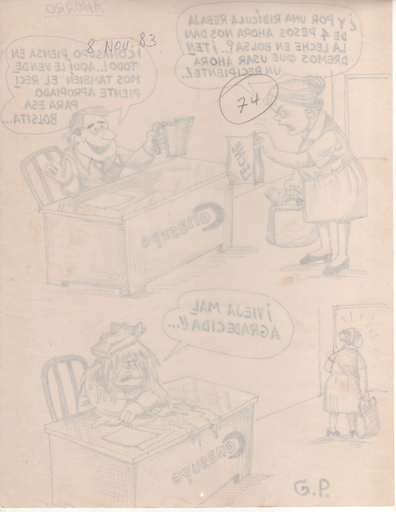 AHORRO
8. NOV. 83.
¿Y POR UNA RIDÍCULA REBAJA
DE 4 PESOS AHORA NOS DAN
LA LECHE EN BOLSA?.. ¡TEN
DREMOS QUE USAR AHORA
UN RECIPIENTE!..
74
¡CONASUPO PIENSA EN
TODO!.. ¡AQUÍ LE VENDE
MOS TAMBIEN EL RECI
PIENTE APROPIADO
PARA ESA
BOLSITA...
LECHE
Conasupo
¡VIEJA MAL
AGRADECIDA!!...
Conasupo
G.P.